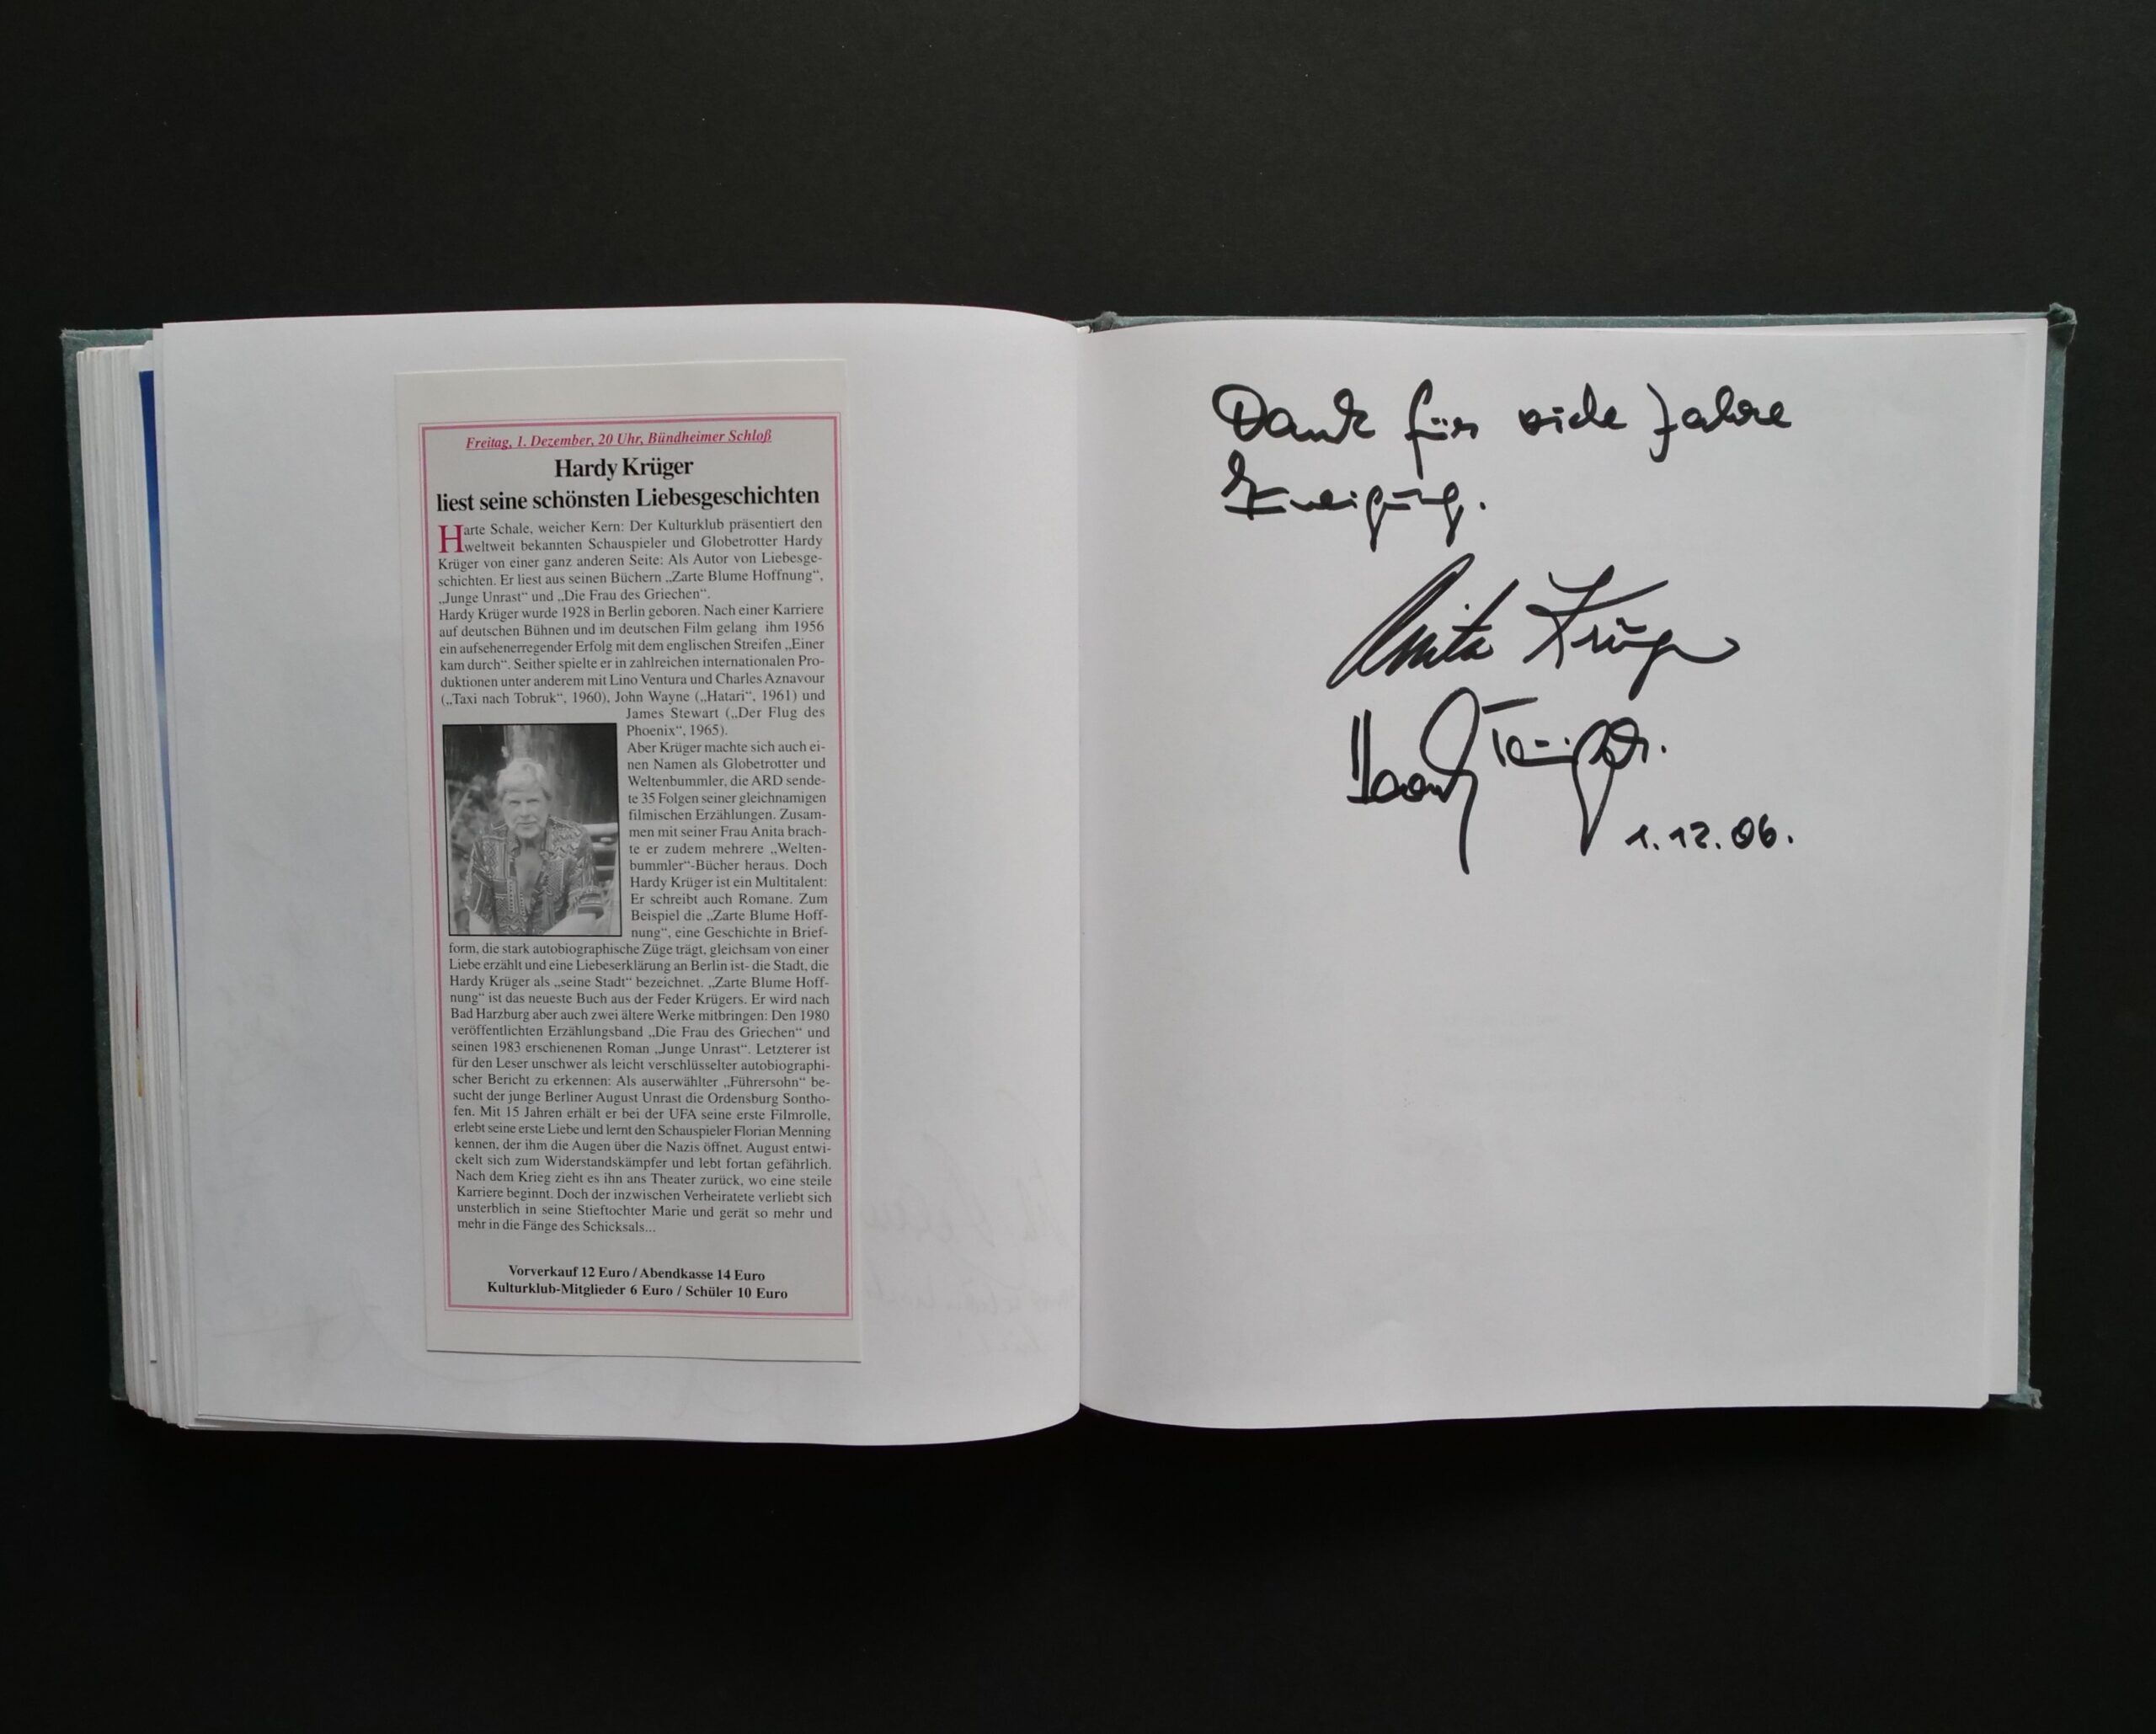 Freitag, 1. Dezember, 20 Uhr, Bündheimer Schloß
Hardy Krüger
liest seine schönsten Liebesgeschichten
Harte Schale, weicher Kern: Der Kulturklub präsentiert den
weltweit bekannten Schauspieler und Globetrotter Hardy
Krüger von einer ganz anderen Seite: Als Autor von Liebesge-
schichten. Er liest aus seinen Büchern „Zarte Blume Hoffnung“,
„Junge Unrast“ und „Die Frau des Griechen“.
Hardy Krüger wurde 1928 in Berlin geboren. Nach einer Karriere
auf deutschen Bühnen und im deutschen Film gelang ihm 1956
ein aufsehenerregender Erfolg mit dem englischen Streifen „Einer
kam durch“. Seither spielte er in zahlreichen internationalen Pro-
duktionen unter anderem mit Lino Ventura und Charles Aznavour
(„Taxi nach Tobruk“, 1960), John Wayne („Hatari“, 1961) und
James Stewart („Der Flug des
Phoenix“, 1965).
Aber Krüger machte sich auch ei-
nen Namen als Globetrotter und
Weltenbummler, die ARD sende-
te 35 Folgen seiner gleichnamigen
filmischen Erzählungen. Zusam-
men mit seiner Frau Anita brach-
te er zudem mehrere „Welten-
bummler“-Bücher heraus. Doch
Hardy Krüger ist ein Multitalent:
Er schreibt auch Romane. Zum
Beispiel die „Zarte Blume Hoff-
nung“, eine Geschichte in Brief-
form, die stark autobiographische Züge trägt, gleichsam von einer
Liebe erzählt und eine Liebeserklärung an Berlin ist- die Stadt, die
Hardy Krüger als „seine Stadt“ bezeichnet. „Zarte Blume Hoff-
nung“ ist das neueste Buch aus der Feder Krügers. Er wird nach
Bad Harzburg aber auch zwei ältere Werke mitbringen: Den 1980
veröffentlichten Erzählungsband „Die Frau des Griechen“ und
seinen 1983 erschienenen Roman „Junge Unrast“. Letzterer ist
für den Leser unschwer als leicht verschlüsselter autobiographi-
scher Bericht zu erkennen: Als auserwählter „Führersohn“ be-
sucht der junge Berliner August Unrast die Ordensburg Sontho-
fen. Mit 15 Jahren erhält er bei der UFA seine erste Filmrolle,
erlebt seine erste Liebe und lernt den Schauspieler Florian Menning
kennen, der ihm die Augen über die Nazis öffnet. August entwi-
ckelt sich zum Widerstandskämpfer und lebt fortan gefährlich.
Nach dem Krieg zieht es ihn ans Theater zurück, wo eine steile
Karriere beginnt. Doch der inzwischen Verheiratete verliebt sich
unsterblich in seine Stieftochter Marie und gerät so mehr und
mehr in die Fänge des Schicksals...
Vorverkauf 12 Euro / Abendkasse 14 Euro
Kulturklub-Mitglieder 6 Euro / Schüler 10 Euro
Dank für viele Jahre
Zuneigung.
Anita Krüger
Hardy Krüger.
1.12.06.